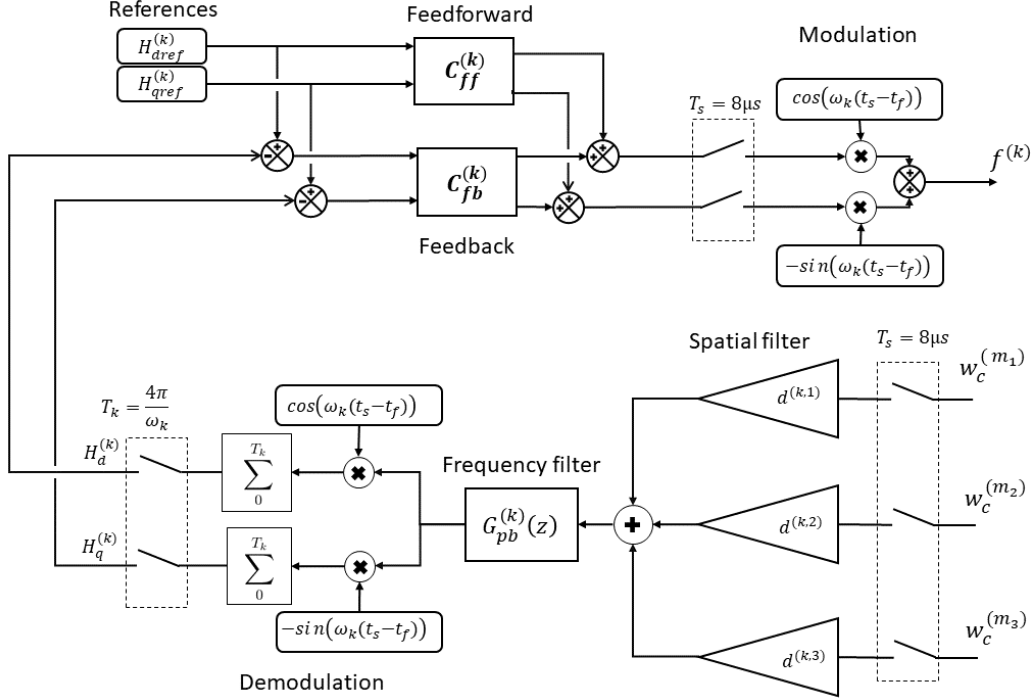 References
H_{dref}^{(k)}
H_{qref}^{(k)}
Feedforward
C_{ff}^{(k)}
Modulation
T_s = 8μs
cos(ω_k(t_s−t_f))
- +
+ +
C_{fb}^{(k)}
✖
+ +
f^{(k)}
- +
+ +
✖
Feedback
−sin(ω_k(t_s−t_f))
Spatial filter
T_s = 8μs
w_c^{(m_1)}
d^{(k,1)}
T_k = \frac{4π}{ω_k}
cos(ω_k(t_s−t_f))
H_d^{(k)}
\sum_{0}^{T_k}
✖
Frequency filter
G_{pb}^{(k)}(z)
+
d^{(k,2)}
w_c^{(m_2)}
H_q^{(k)}
\sum_{0}^{T_k}
✖
−sin(ω_k(t_s−t_f))
d^{(k,3)}
w_c^{(m_3)}
Demodulation